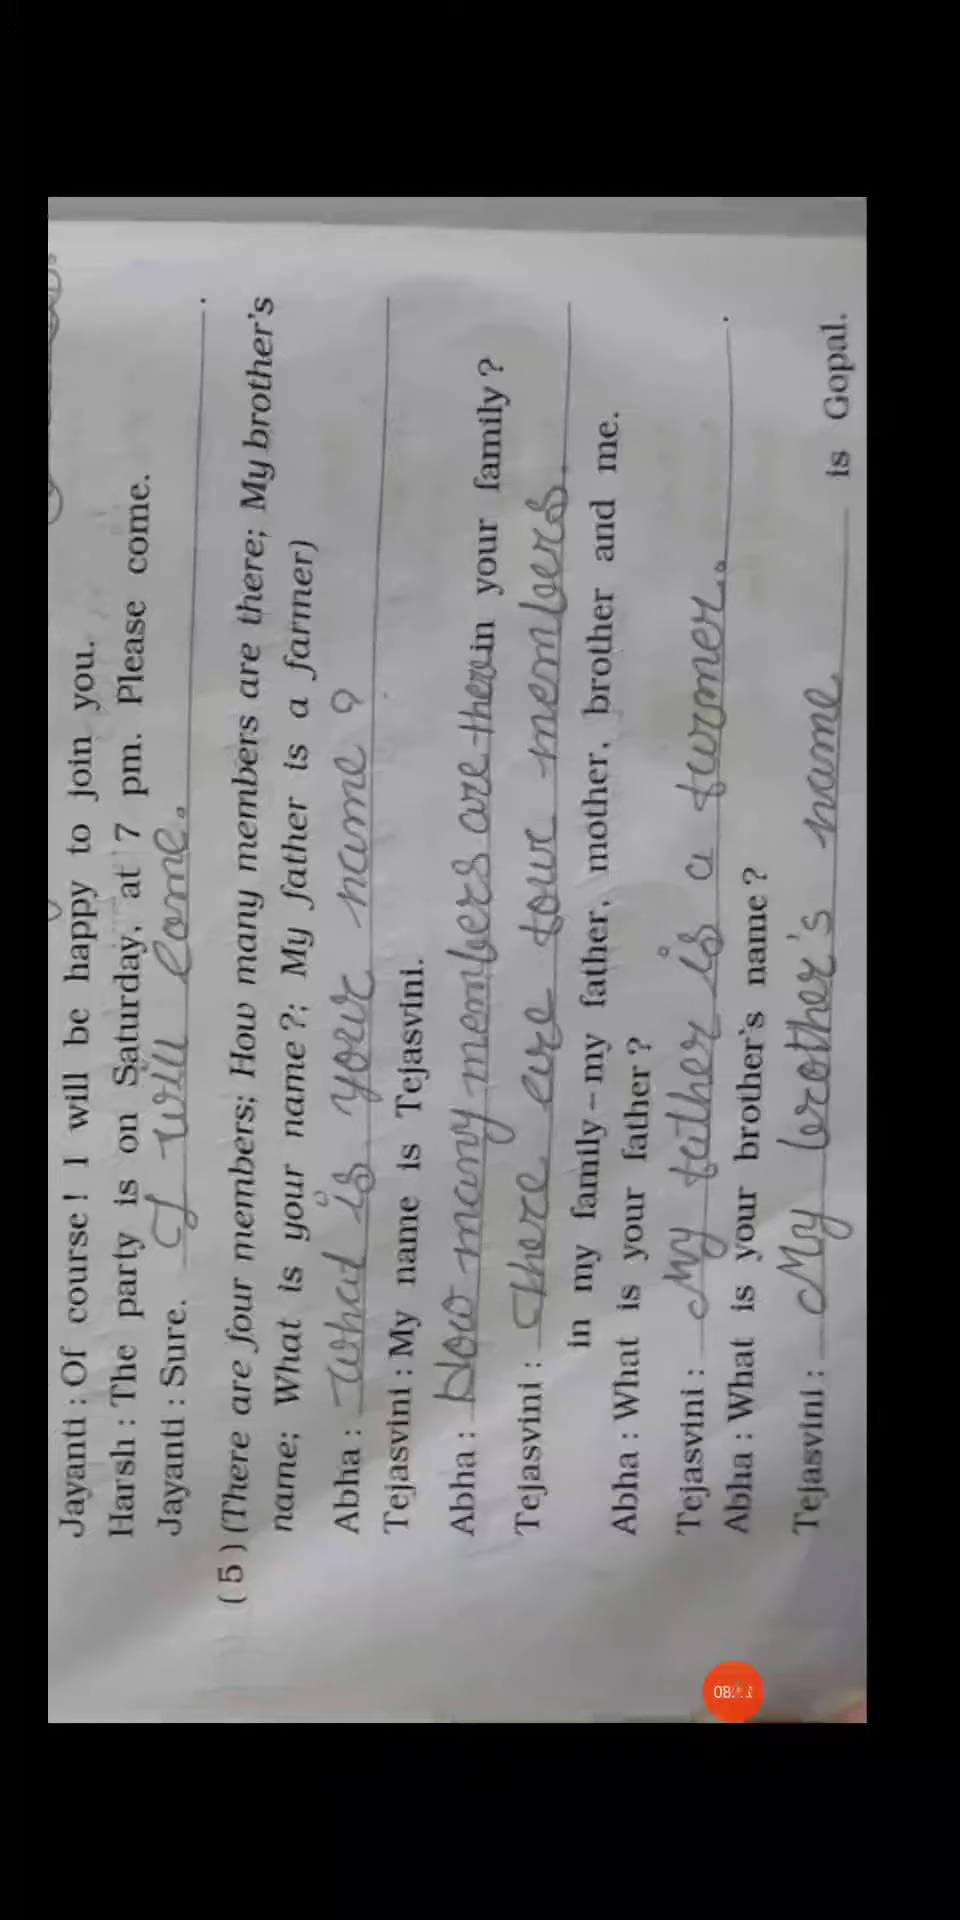 Jayanti : Of course ! I will be happy to join you.
Harsh : The party is on Saturday, at 7 pm. Please come.
Jayanti : Sure. I will come.
( 5 ) (There are four members; How many members are there; My brother's
name; What is your name ?; My father is a farmer)
Abha : What is your name ?
Tejasvini : My name is Tejasvini.
Abha : How many members are there in your family ?
Tejasvini : There are four members.
in my family – my father, mother, brother and me.
Abha : What is your father ?
Tejasvini : My father is a farmer.
Abha : What is your brother's name ?
Tejasvini : My brother's name is Gopal.